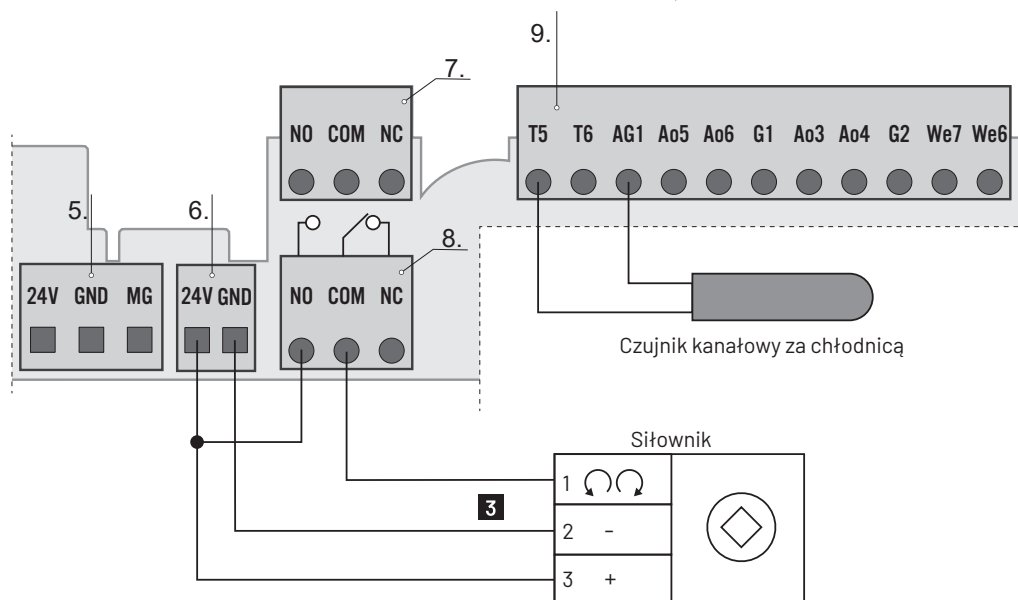 9.
7.
NO COM NC
T5 T6 AG1 Ao5 Ao6 G1 Ao3 Ao4 G2 We7 We6
5.
6.
8.
24V GND MG
24V GND
NO COM NC
Czujnik kanałowy za chłodnicą
Siłownik
1
3
2 -
3 +